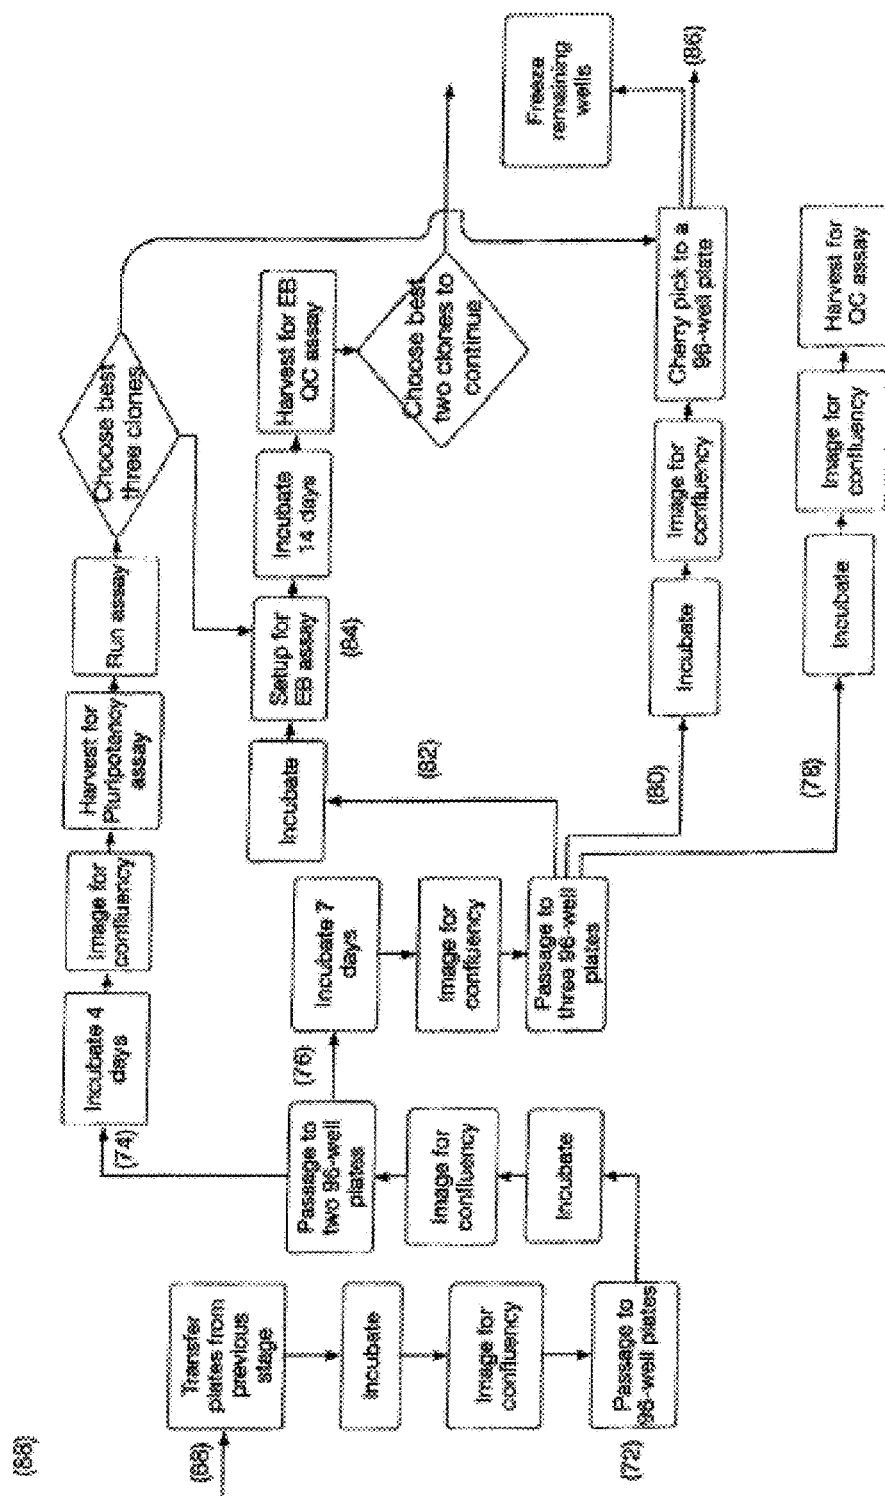 (68)
Transfer
plates from
previous
stage
Incubate
Image for
confluency
Passage to
96-well plates
(72)
Incubate
Image for
confluency
Passage to
two 96-well
plates
(74)
Incubate 4
days
Image for
confluency
Harvest for
Pluripotency
assay
Run assay
Choose best
three clones
(76)
Incubate 7
days
Image for
confluency
Passage to
three 96-well
plates
(82)
Incubate
Setup for
EB assay
(84)
Incubate
14 days
Harvest for EB
QC assay
Choose best
two clones to
continue
(80)
Incubate
Image for
confluency
Cherry pick to a
96-well plate
Freeze
remaining
wells
(86)
(78)
Incubate
Image for
confluency
Harvest for
QC assay